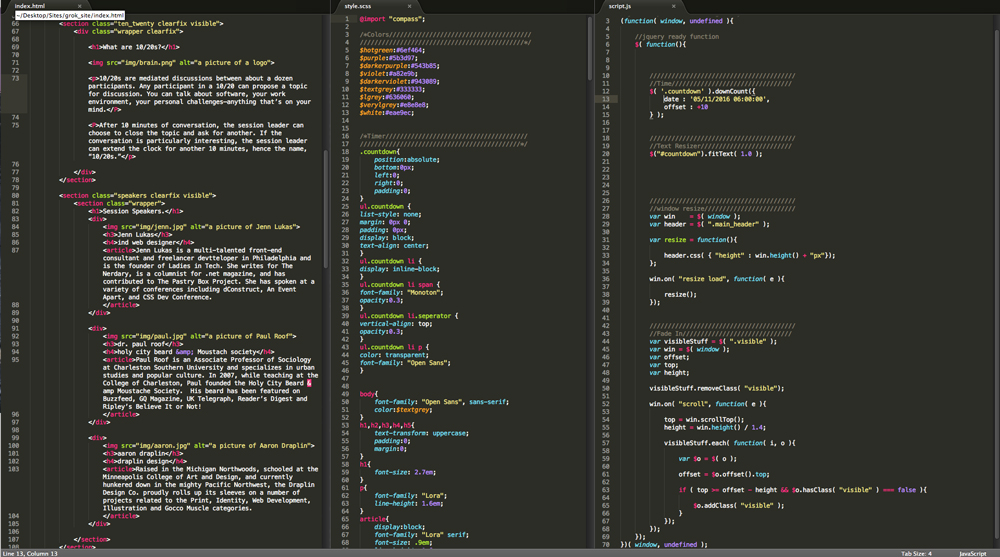 index.html
~/Desktop/Sites/grok_site/index.html
66 <section class="ten_twenty clearfix visible">
67 <div class="wrapper clearfix">
68
69 <h1>What are 10/20s?</h1>
70
71 <img src="img/brain.png" alt="a picture of a logo">
72
73 <p>10/20s are mediated discussions between about a dozen
participants. Any participant in a 10/20 can propose a
topic for discussion. You can talk about software, your work
environment, your personal challenges—anything that's on your
mind.</P>
74
75 <P>After 10 minutes of conversation, the session leader can
choose to close the topic and ask for another. If the
conversation is particularly interesting, the session leader
can extend the clock for another 10 minutes, hence the name,
"10/20s."</p>
76
77 </div>
78 </section>
79
80 <section class="speakers clearfix visible">
81 <section class="wrapper">
82 <h1>Session Speakers.</h1>
83 <div>
84 <img src="img/jenn.jpg" alt="a picture of Jenn Lukas">
85 <h3>Jenn Lukas</h3>
86 <h4>ind web designer</h4>
87 <article>Jenn Lukas is a multi-talented front-end
consultant and freelancer devtteloper in Philadelphia and
is the founder of Ladies in Tech. She writes for The
Nerdary, is a columnist for .net magazine, and has
contributed to The Pastry Box Project. She has spoken at a
variety of conferences including dConstruct, An Event
Apart, and CSS Dev Conference.
88 </article>
89 </div>
90
91 <div>
92 <img src="img/paul.jpg" alt="a picture of Paul Roof">
93 <h3>dr. paul roof</h3>
94 <h4>holy city beard &amp; Moustach society</h4>
95 <article>Paul Roof is an Associate Professor of Sociology
at Charleston Southern University and specializes in urban
studies and popular culture. In 2007, while teaching at the
College of Charleston, Paul founded the Holy City Beard &
amp Moustache Society. His beard has been featured on
Buzzfeed, GQ Magazine, UK Telegraph, Reader's Digest and
Ripley's Believe It or Not!
96 </article>
97 </div>
98
99 <div>
100 <img src="img/aaron.jpg" alt="a picture of Aaron Draplin">
101 <h3>aaron draplin</h3>
102 <h4>draplin design</h4>
103 <article>Raised in the Michigan Northwoods, schooled at the
Minneapolis College of Art and Design, and currently
hunkered down in the mighty Pacific Northwest, the Draplin
Design Co. proudly rolls up its sleeves on a number of
projects related to the Print, Identity, Web Development,
Illustration and Gocco Muscle categories.
104 </article>
105 </div>
106
107 </section>
style.scss
1 @import "compass";
2
3 /*Colors///////////////////////////////////
4 ////////////////////////////////////////*/
5 $hotgreen:#6ef464;
6 $purple:#5b3d97;
7 $darkerpurple:#543b85;
8 $violet:#a82e9b;
9 $darkerviolet:#943089;
10 $textgrey:#333333;
11 $lgrey:#636060;
12 $verylgrey:#e8e8e8;
13 $white:#eae9ec;
14
15
16 /*Timer///////////////////////////////////
17 ////////////////////////////////////////*/
18 .countdown{
19 position:absolute;
20 bottom:0px;
21 left:0;
22 right:0;
23 padding:0;
24 }
25 ul.countdown {
26 list-style: none;
27 margin: 0px 0;
28 padding: 0px;
29 display: block;
30 text-align: center;
31 }
32 ul.countdown li {
33 display: inline-block;
34 }
35 ul.countdown li span {
36 font-family: "Monoton";
37 opacity:0.3;
38 }
39 ul.countdown li.seperator {
40 vertical-align: top;
41 opacity:0.3;
42 }
43 ul.countdown li p {
44 color: transparent;
45 font-family: "Open Sans";
46 }
47
48
49 body{
50 font-family: "Open Sans", sans-serif;
51 color:$textgrey;
52 }
53 h1,h2,h3,h4,h5{
54 text-transform: uppercase;
55 padding:0;
56 margin:0;
57 }
58 h1{
59 font-size: 2.7em;
60 }
61 p{
62 font-family: "Lora";
63 line-height: 1.6em;
64 }
65 article{
66 display:block;
67 font-family: "Lora" serif;
68 font-size: .9em;
script.js
3 (function( window, undefined ){
4
5 //jquery ready function
6 $( function(){
7
8
9
10 ////////////////////////////////////
11 //Time//////////////////////////////
12 $( '.countdown' ).downCount({
13 date : '05/11/2016 06:00:00',
14 offset : +10
15 } );
16
17
18 ////////////////////////////////////
19 //Text Resizer//////////////////////
20 $("#countdown").fitText( 1.0 );
21
22
23
24
25
26 ////////////////////////////////////
27 //window resize/////////////////////
28 var win = $( window );
29 var header = $( ".main_header" );
30
31 var resize = function(){
32
33 header.css( { "height" : win.height() + "px"});
34 };
35
36 win.on( "resize load", function( e ){
37
38 resize();
39 });
40
41
42 ////////////////////////////////////
43 //Fade In///////////////////////////
44 var visibleStuff = $( ".visible" );
45 var win = $( window );
46 var offset;
47 var top;
48 var height;
49
50 visibleStuff.removeClass( "visible");
51
52 win.on( "scroll", function( e ){
53
54 top = win.scrollTop();
55 height = win.height() / 1.4;
56
57 visibleStuff.each( function( i, o ){
58
59 var $o = $( o );
60
61 offset = $o.offset().top;
62
63 if ( top >= offset - height && $o.hasClass( "visible" ) === false ){
64
65 $o.addClass( "visible" );
66 }
67 });
68 });
69 });
70 })( window, undefined );
Line 13, Column 13
Tab Size: 4
JavaScript